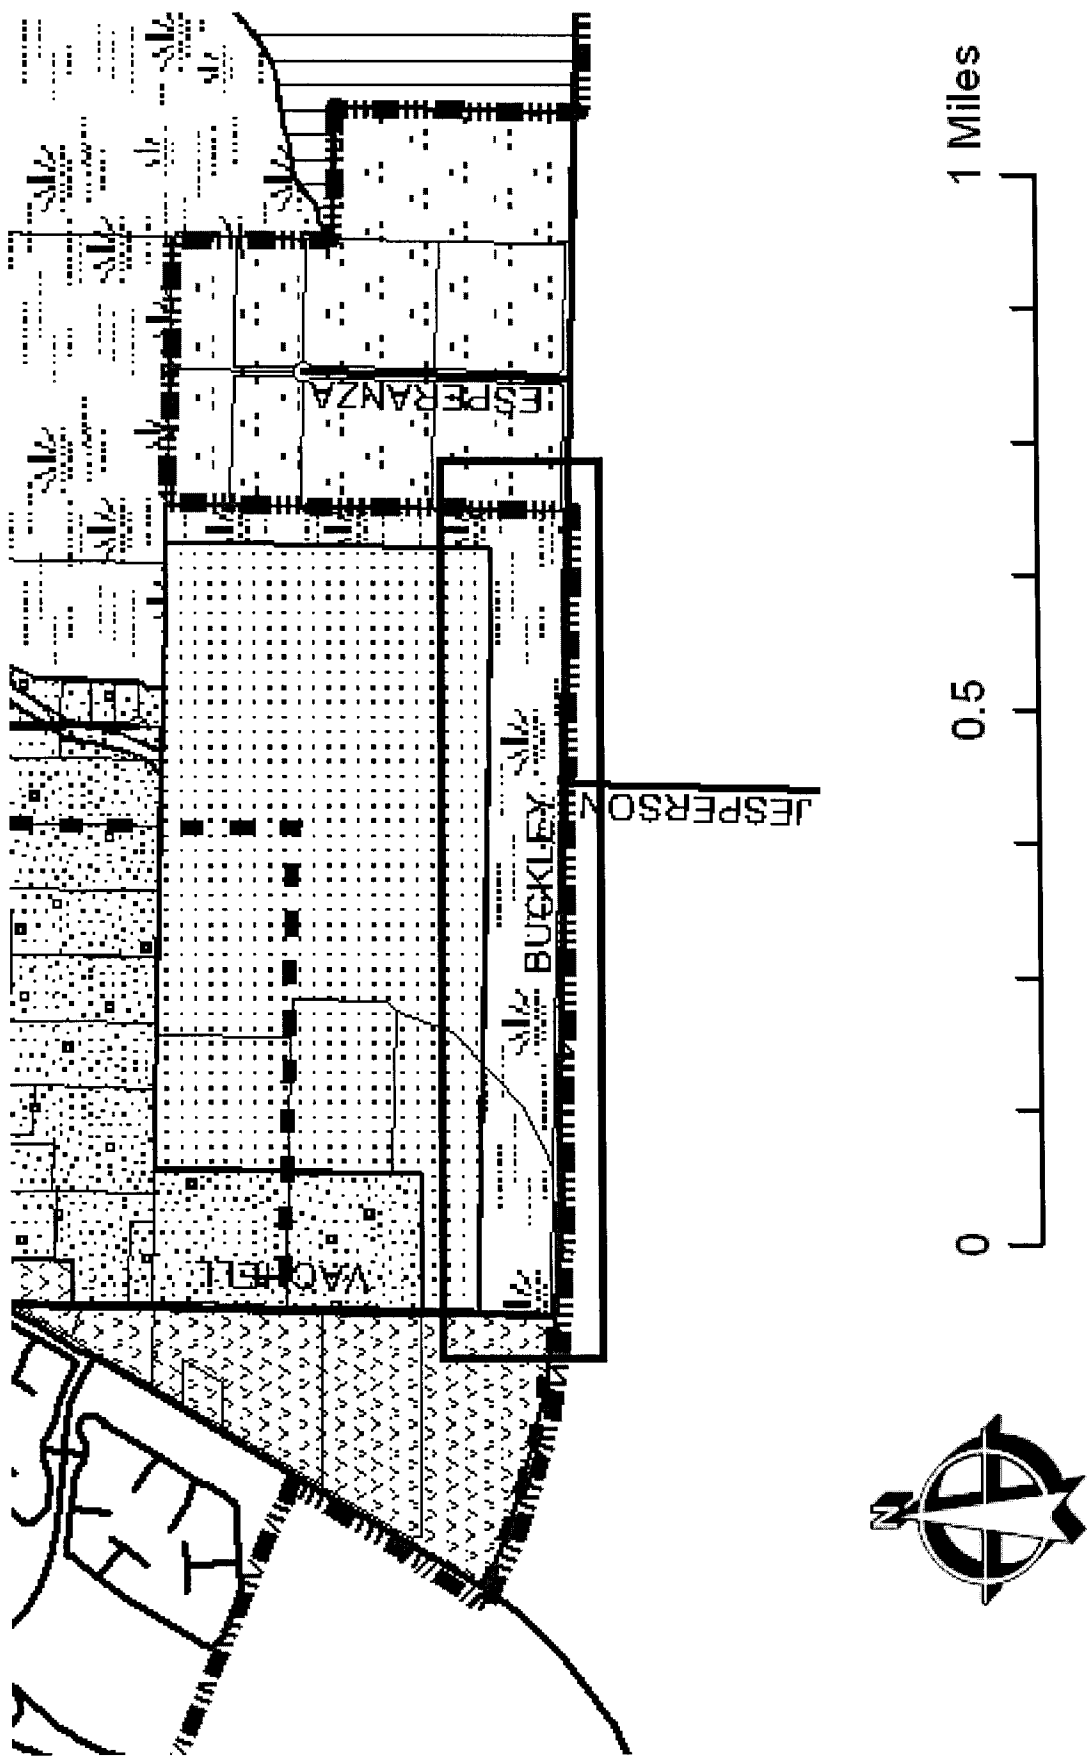 ESPERANZA
JESPERSON
BUCKLEY
VACHELL
0
0.5
1 Miles
N